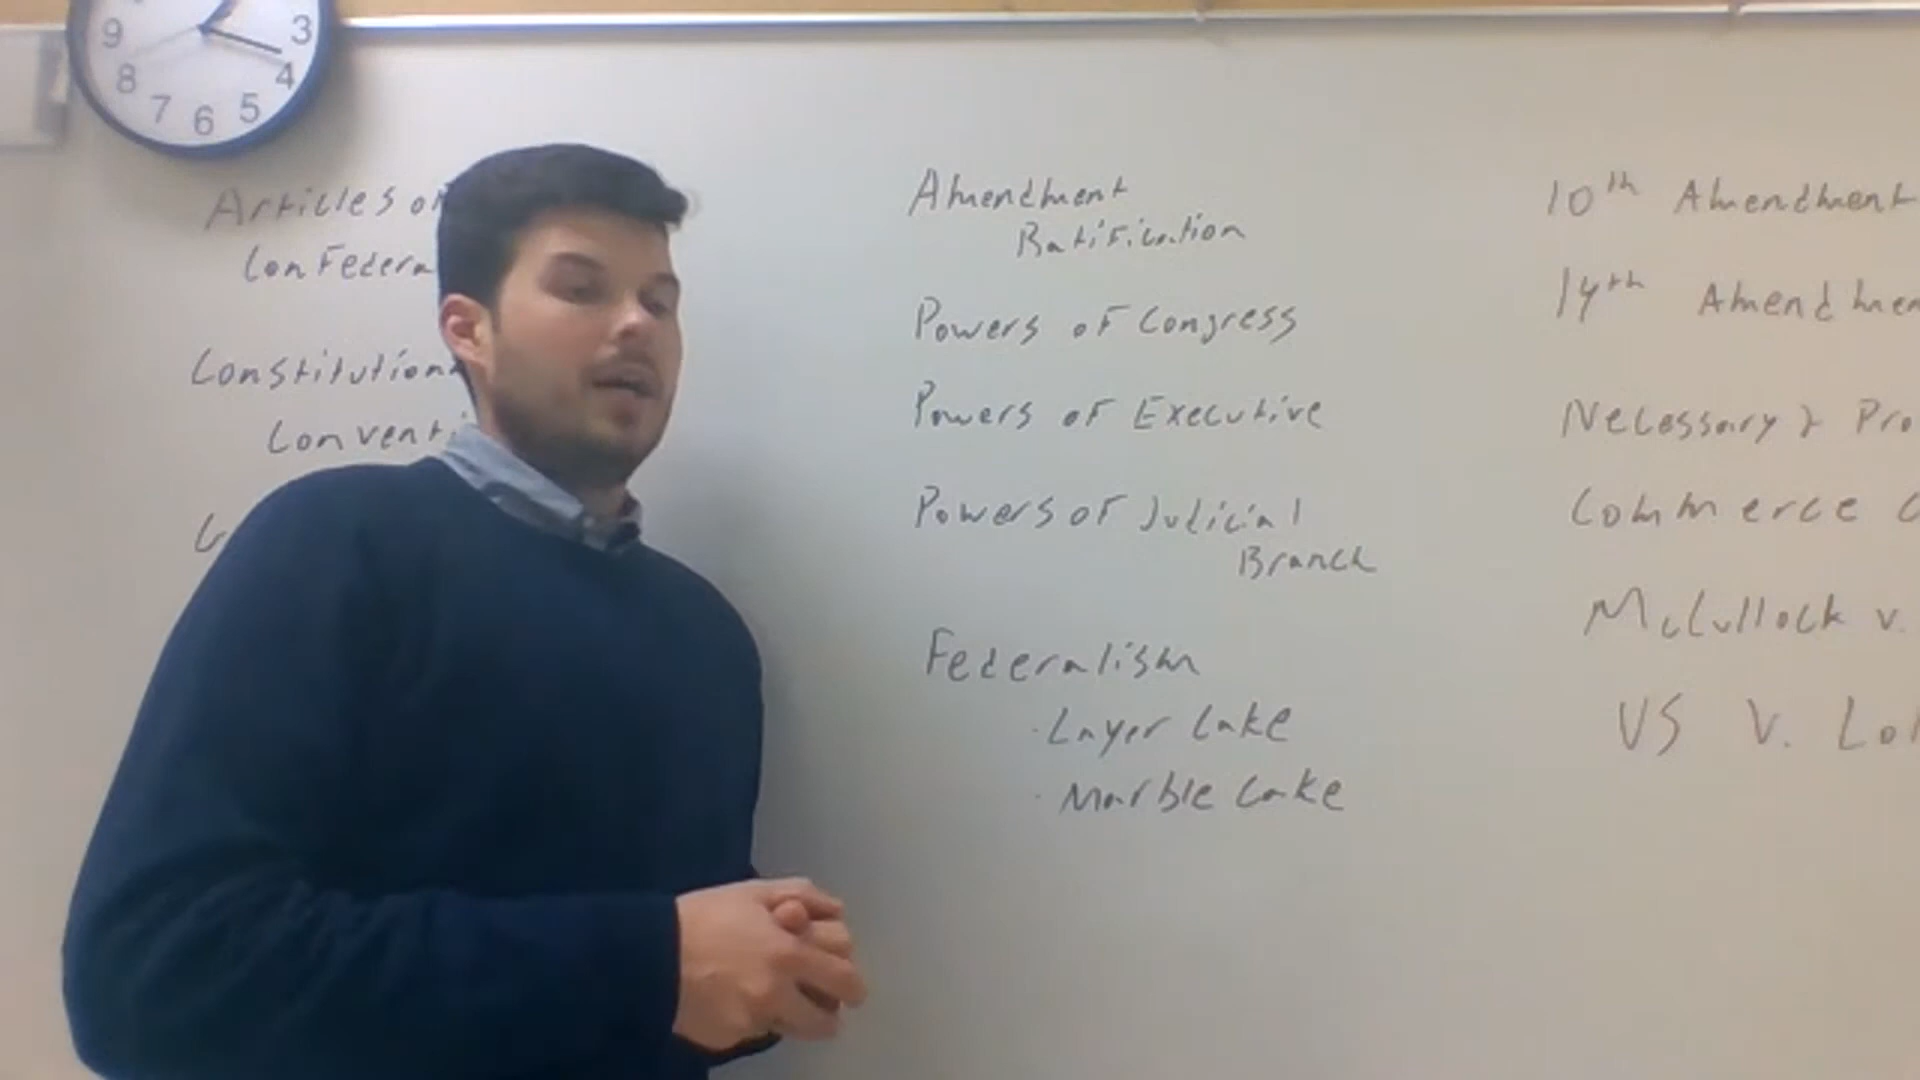 9
3
8
4
7
6
5
Articles o
Confedera
Constitution
Conventi
C
Amendment
Ratification
Powers of Congress
Powers of Executive
Powers of Judicial
Branch
Federalism
· Layer Cake
· Marble Cake
10th Amendment
14th Amendmen
Necessary & Pro
Commerce C
McCullock v.
US v. Lo